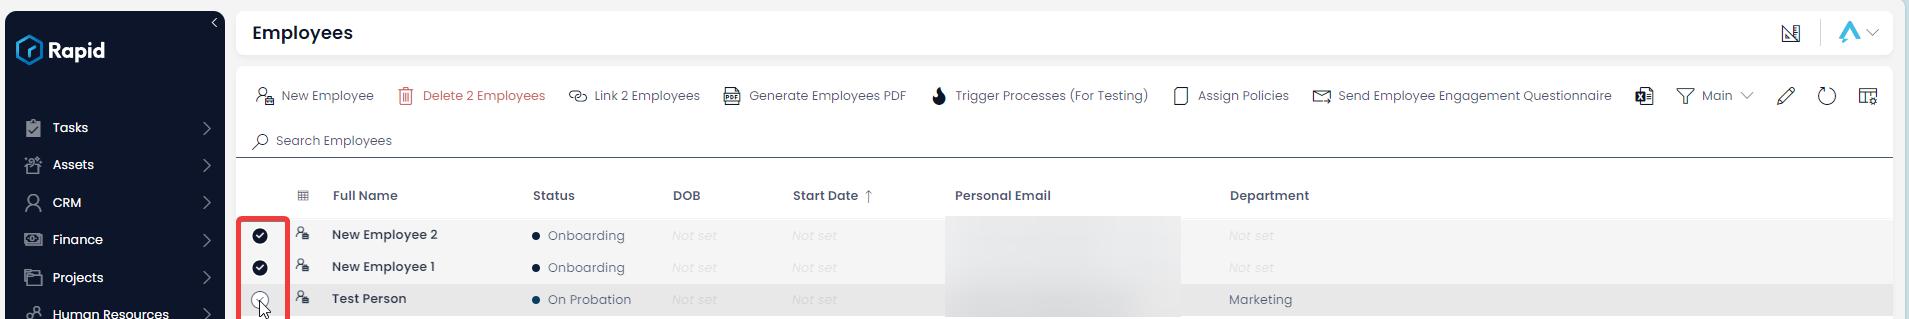 Employees
Rapid
New Employee Delete 2 Employees Link 2 Employees PDF Generate Employees PDF Trigger Processes (For Testing) Assign Policies Send Employee Engagement Questionnaire X Main
Tasks
Search Employees
Assets
CRM
Finance
Projects
Human Resources
Full Name Status DOB Start Date ↑ Personal Email Department
New Employee 2 Onboarding Not set Not set Not set
New Employee 1 Onboarding Not set Not set Not set
Test Person On Probation Not set Not set Marketing